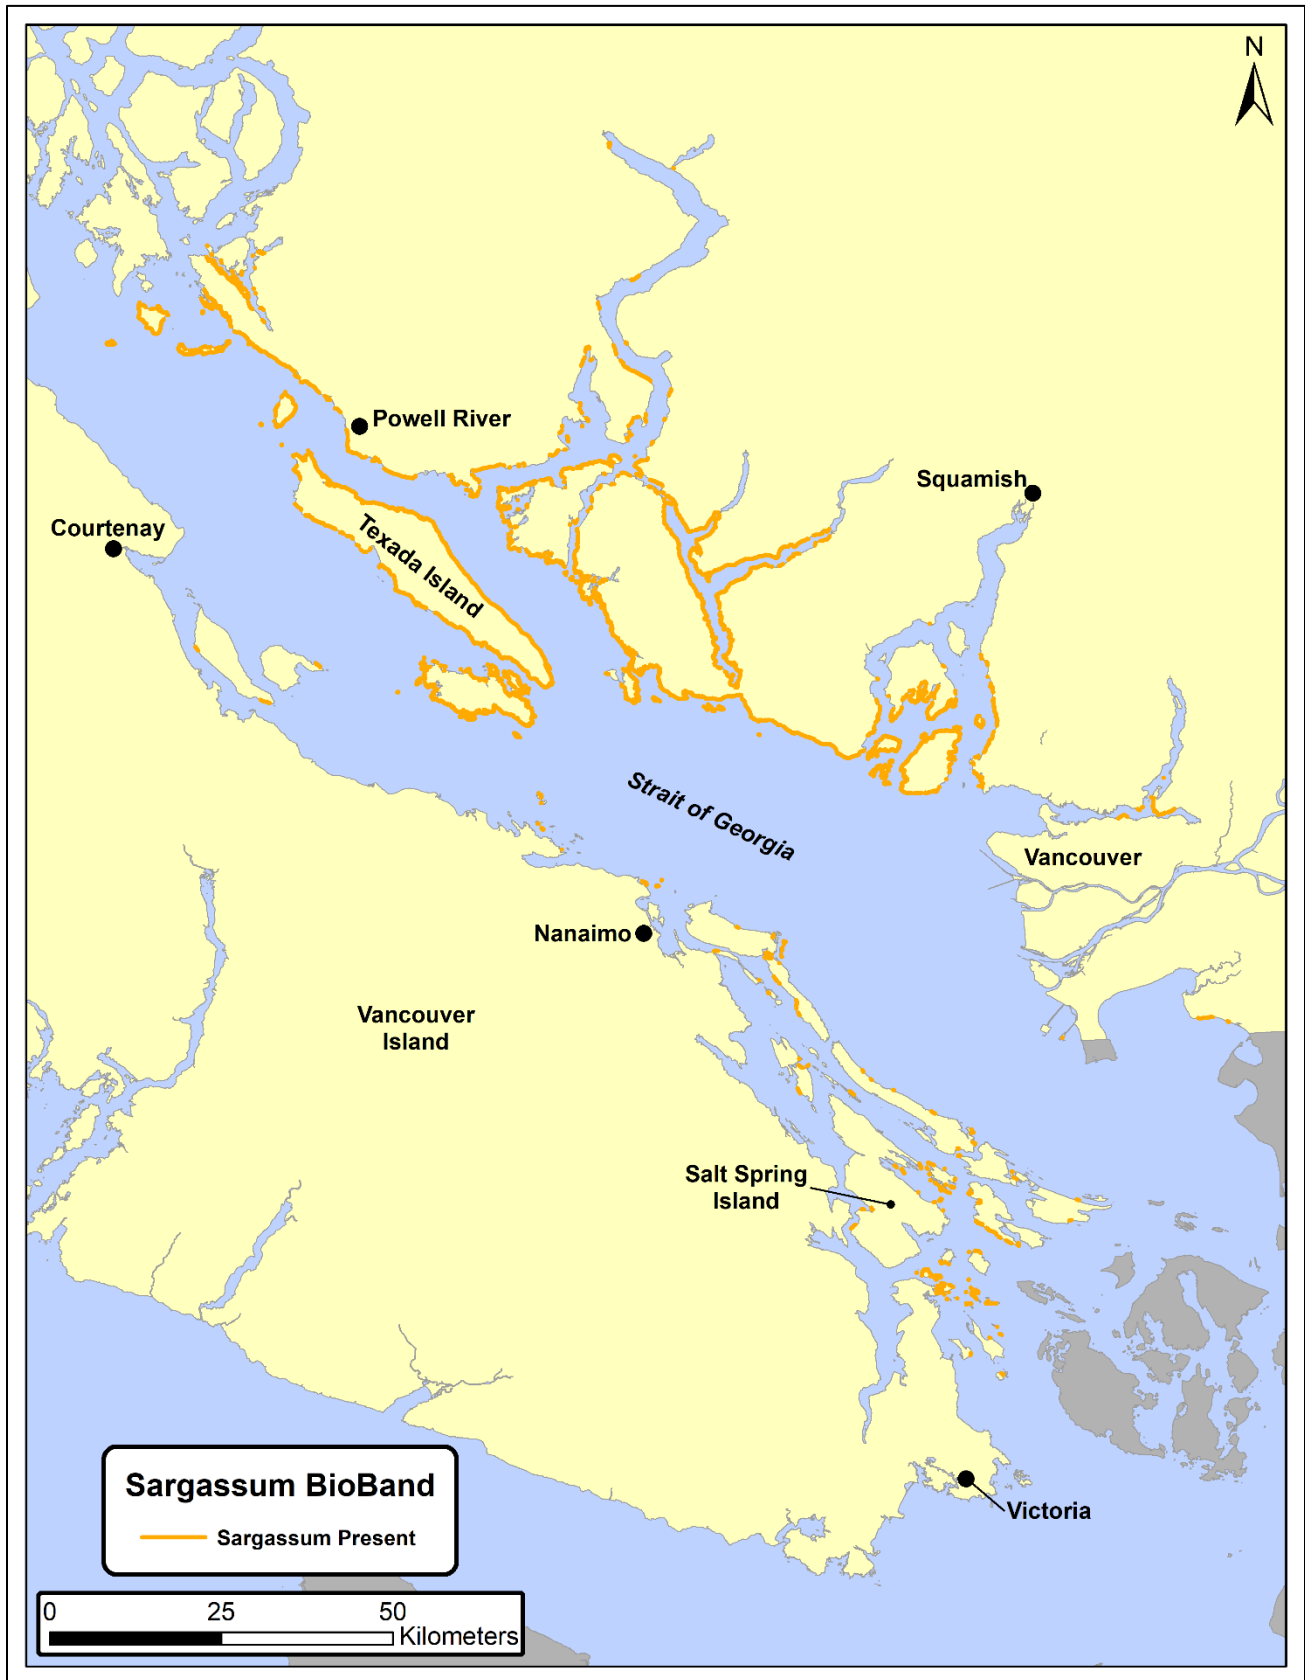 N
Powell River
Squamish
Courtenay
Texada Island
Strait of Georgia
Vancouver
Nanaimo
Vancouver
Island
Salt Spring
Island
Victoria
Sargassum BioBand
Sargassum Present
0 25 50
Kilometers